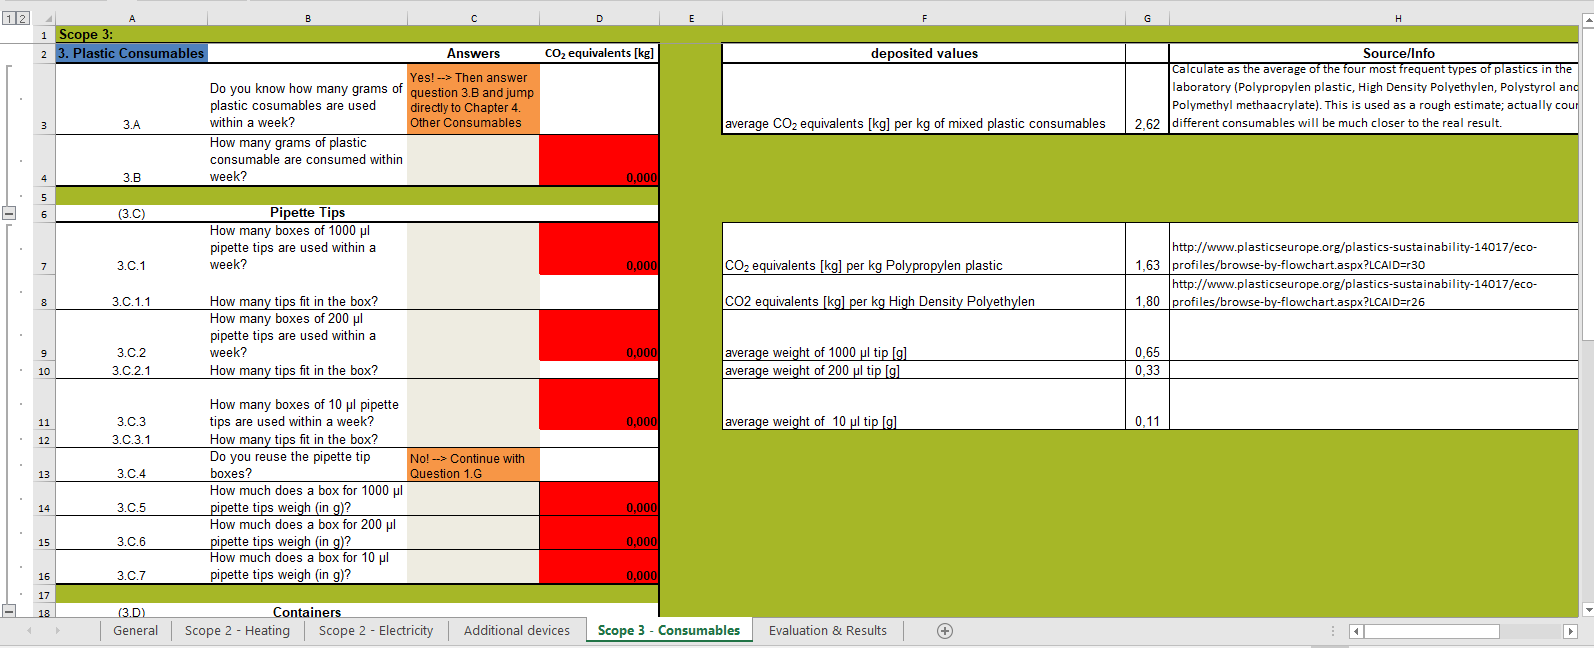 1 2
A B C D E F G H
1 Scope 3:
2 3. Plastic Consumables Answers CO2 equivalents [kg] deposited values Source/Info
Do you know how many grams of
plastic cosumables are used
within a week?
3 3.A
Yes! --> Then answer
question 3.B and jump
directly to Chapter 4.
Other Consumables
average CO2 equivalents [kg] per kg of mixed plastic consumables 2,62
Calculate as the average of the four most frequent types of plastics in the
laboratory (Polypropylen plastic, High Density Polyethylen, Polystyrol and
Polymethyl methaacrylate). This is used as a rough estimate; actually cour
different consumables will be much closer to the real result.
How many grams of plastic
consumable are consumed within
week?
4 3.B 0,000
5
6 (3.C) Pipette Tips
How many boxes of 1000 µl
pipette tips are used within a
week?
7 3.C.1 0,000
CO2 equivalents [kg] per kg Polypropylen plastic 1,63
http://www.plasticseurope.org/plastics-sustainability-14017/eco-
profiles/browse-by-flowchart.aspx?LCAID=r30
8 3.C.1.1 How many tips fit in the box?
CO2 equivalents [kg] per kg High Density Polyethylen 1,80
http://www.plasticseurope.org/plastics-sustainability-14017/eco-
profiles/browse-by-flowchart.aspx?LCAID=r26
How many boxes of 200 µl
pipette tips are used within a
week?
9 3.C.2 0,000
average weight of 1000 µl tip [g] 0,65
10 3.C.2.1 How many tips fit in the box?
average weight of 200 µl tip [g] 0,33
How many boxes of 10 µl pipette
tips are used within a week?
11 3.C.3 0,000
average weight of 10 µl tip [g] 0,11
12 3.C.3.1 How many tips fit in the box?
Do you reuse the pipette tip
boxes?
13 3.C.4
No! --> Continue with
Question 1.G
How much does a box for 1000 µl
pipette tips weigh (in g)?
14 3.C.5 0,000
How much does a box for 200 µl
pipette tips weigh (in g)?
15 3.C.6 0,000
How much does a box for 10 µl
pipette tips weigh (in g)?
16 3.C.7 0,000
17
18 (3.D) Containers
General Scope 2 - Heating Scope 2 - Electricity Additional devices Scope 3 - Consumables Evaluation & Results